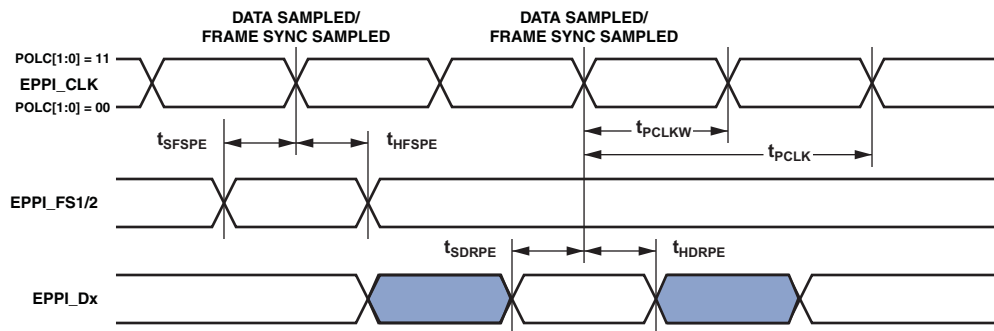 DATA SAMPLED/
FRAME SYNC SAMPLED
DATA SAMPLED/
FRAME SYNC SAMPLED
POLC[1:0] = 11
EPPI_CLK
POLC[1:0] = 00
tSFSPE
tHFSPE
tPCLKW
tPCLK
EPPI_FS1/2
tSDRPE
tHDRPE
EPPI_Dx